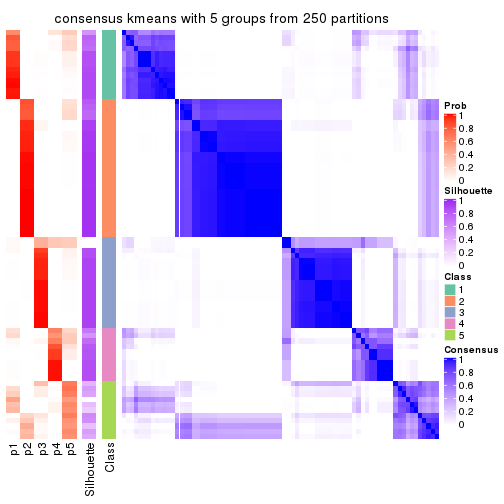 consensus kmeans with 5 groups from 250 partitions
Prob
1
0.8
0.6
0.4
0.2
0
Silhouette
1
0.8
0.6
0.4
0.2
0
Class
1
2
3
4
5
Consensus
1
0.8
0.6
0.4
0.2
0
p1
p2
p3
p4
p5
Silhouette
Class